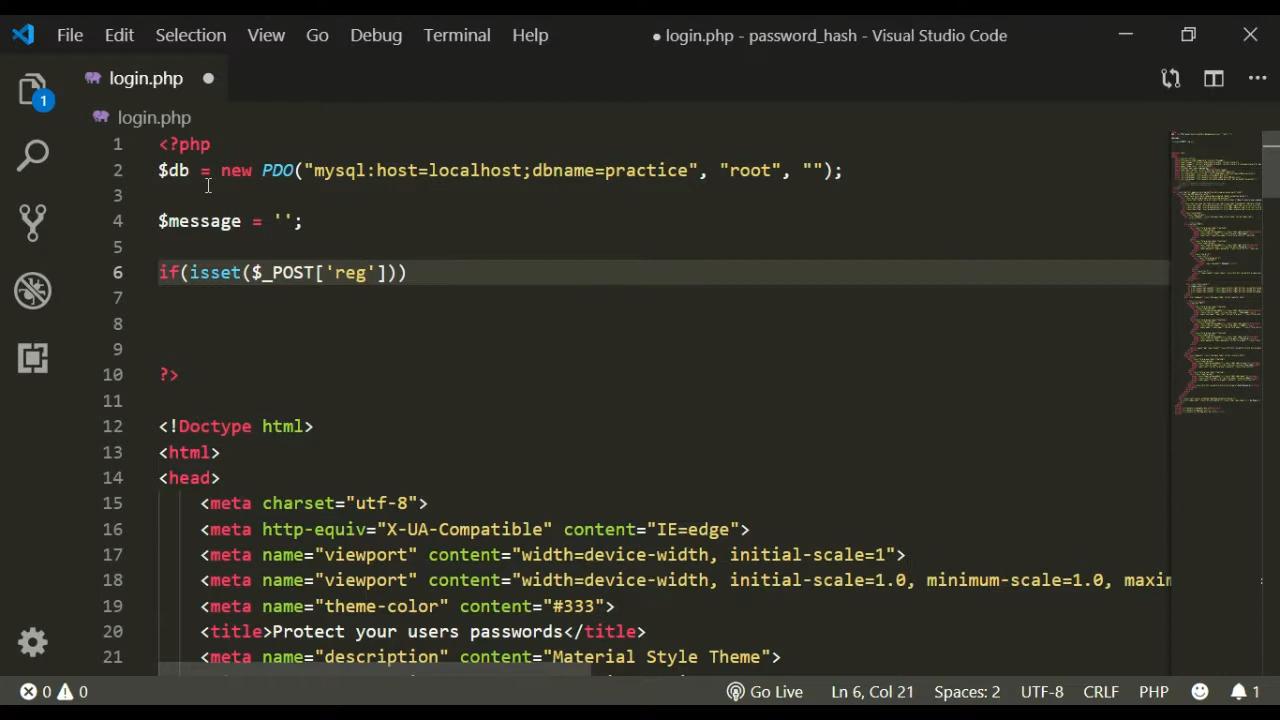 File Edit Selection View Go Debug Terminal Help ● login.php - password_hash - Visual Studio Code
login.php ●
login.php
1 <?php
2 $db = new PDO("mysql:host=localhost;dbname=practice", "root", "");
3
4 $message = '';
5
6 if(isset($_POST['reg']))
7
8
9
10 ?>
11
12 <!Doctype html>
13 <html>
14 <head>
15 <meta charset="utf-8">
16 <meta http-equiv="X-UA-Compatible" content="IE=edge">
17 <meta name="viewport" content="width=device-width, initial-scale=1">
18 <meta name="viewport" content="width=device-width, initial-scale=1.0, minimum-scale=1.0, maxim
19 <meta name="theme-color" content="#333">
20 <title>Protect your users passwords</title>
21 <meta name="description" content="Material Style Theme">
1
0 0 Go Live Ln 6, Col 21 Spaces: 2 UTF-8 CRLF PHP 1